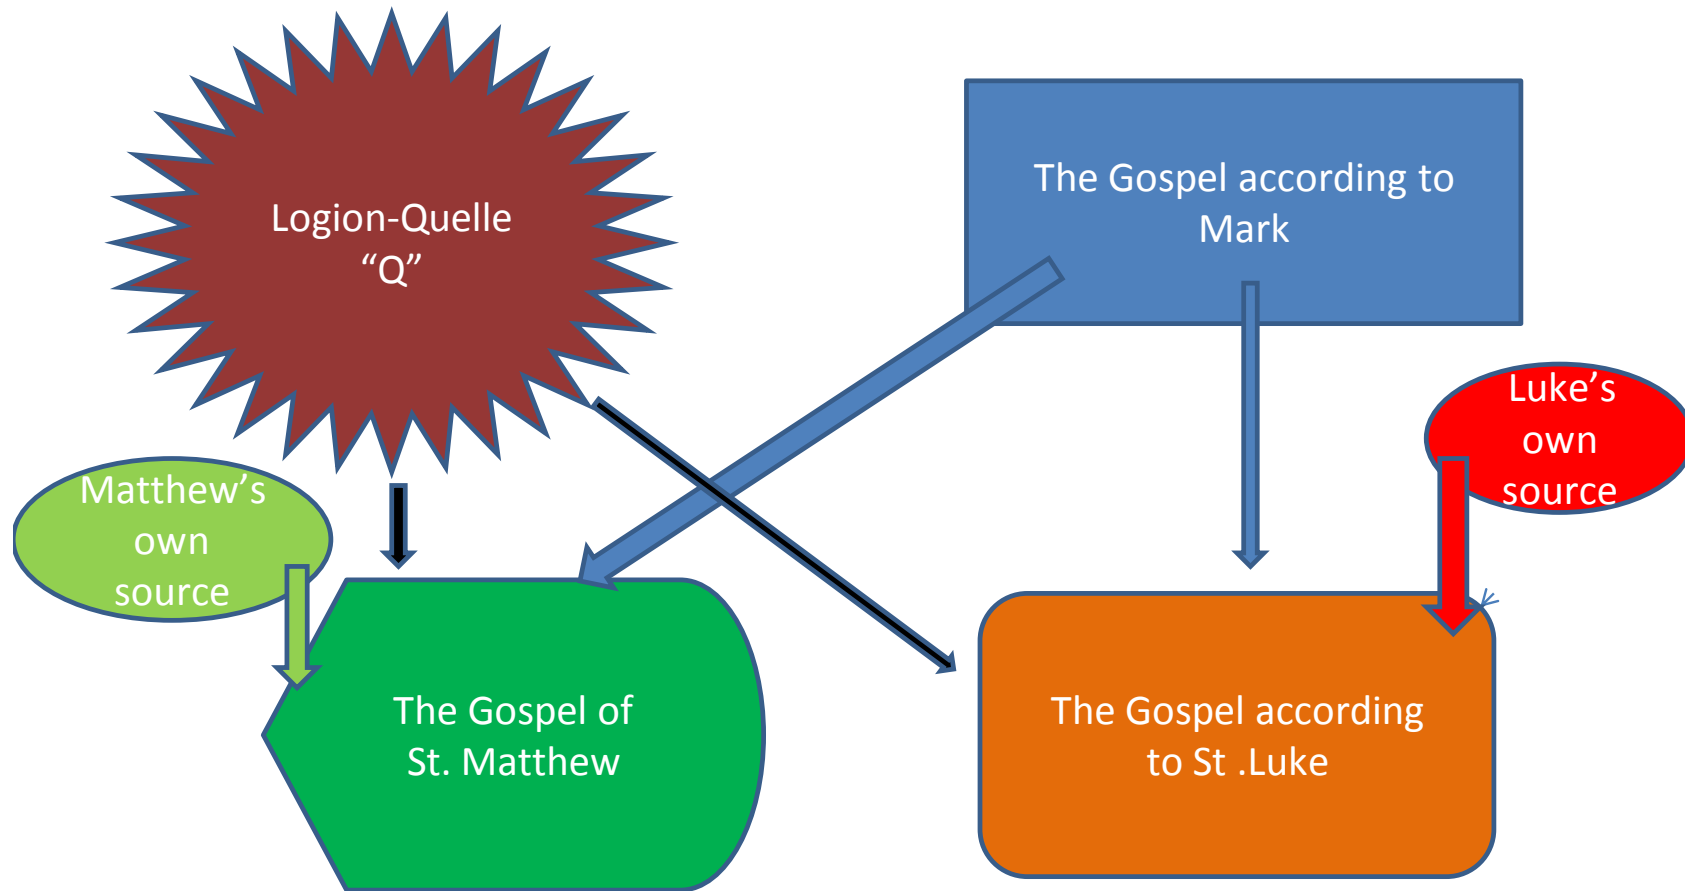 Logion-Quelle
“Q”
The Gospel according to
Mark
Luke’s
own
source
Matthew’s
own
source
The Gospel of
St. Matthew
The Gospel according
to St .Luke